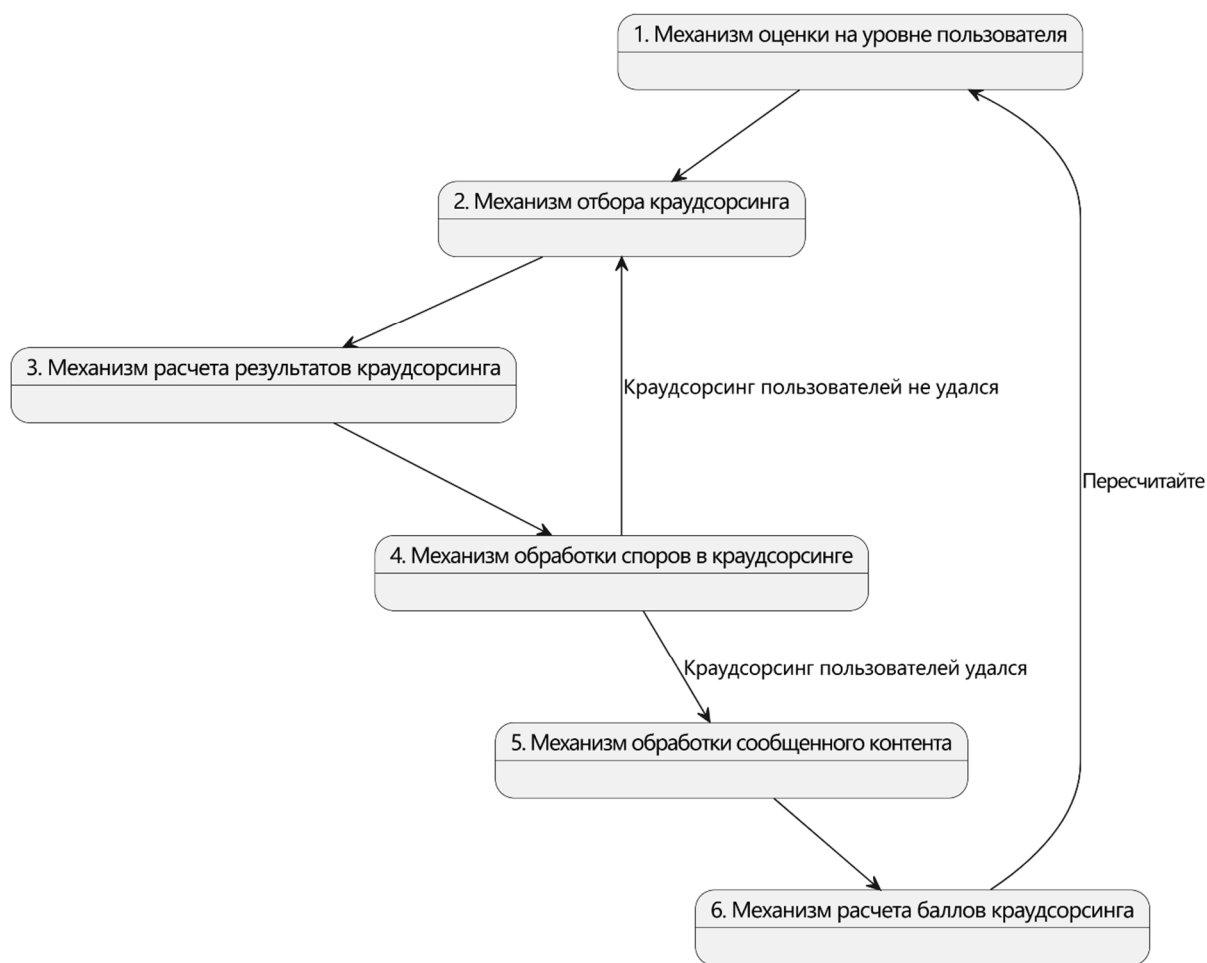 1. Механизм оценки на уровне пользователя
2. Механизм отбора краудсорсинга
3. Механизм расчета результатов краудсорсинга
Краудсорсинг пользователей не удался
Пересчитайте
4. Механизм обработки споров в краудсорсинге
Краудсорсинг пользователей удался
5. Механизм обработки сообщенного контента
6. Механизм расчета баллов краудсорсинга